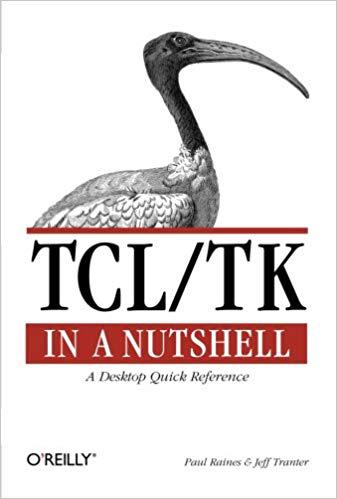 TCL/TK
IN A NUTSHELL
A Desktop Quick Reference
O'REILLY®
Paul Raines & Jeff Tranter